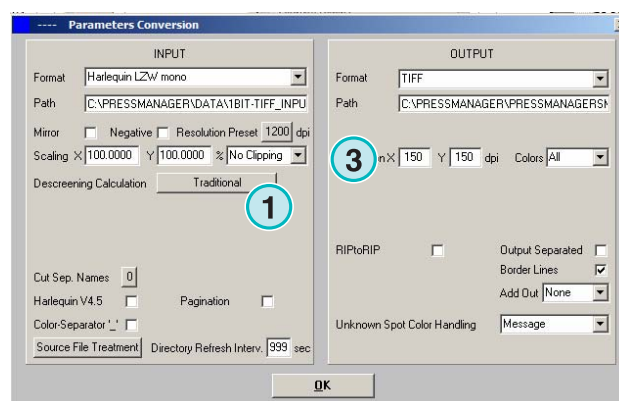 ---- Parameters Conversion
INPUT
Format Harlequin LZW mono
Path C:\PRESSMANAGER\DATA\1BIT-TIFF_INPU
Mirror Negative Resolution Preset 1200 dpi
Scaling X 100.0000 Y 100.0000 % No Clipping
Descreening Calculation Traditional
1
Cut Sep. Names 0
Harlequin V4.5 Pagination
Color-Separator '_'
Source File Treatment Directory Refresh Interv. 999 sec
OUTPUT
Format TIFF
Path C:\PRESSMANAGER\PRESSMANAGERSM
3 n X 150 Y 150 dpi Colors All
RIPtoRIP Output Separated
Border Lines
Add Out None
Unknown Spot Color Handling Message
OK